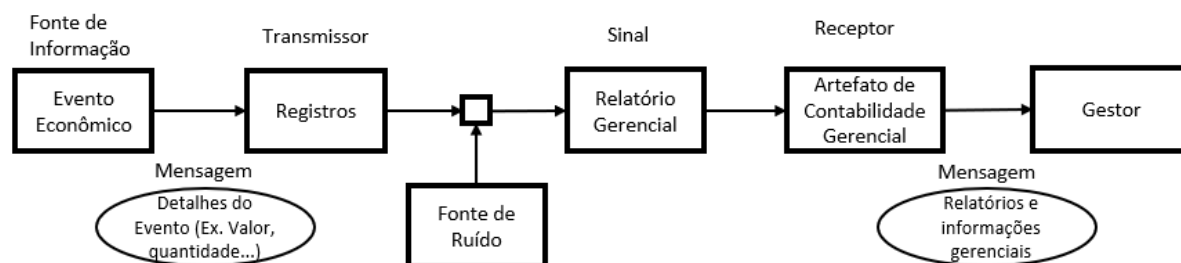 Fonte de
Informação
Transmissor
Sinal
Receptor
Evento
Econômico
Registros
Relatório
Gerencial
Artefato de
Contabilidade
Gerencial
Gestor
Mensagem
Detalhes do
Evento (Ex. Valor,
quantidade...)
Fonte de
Ruído
Mensagem
Relatórios e
informações
gerenciais